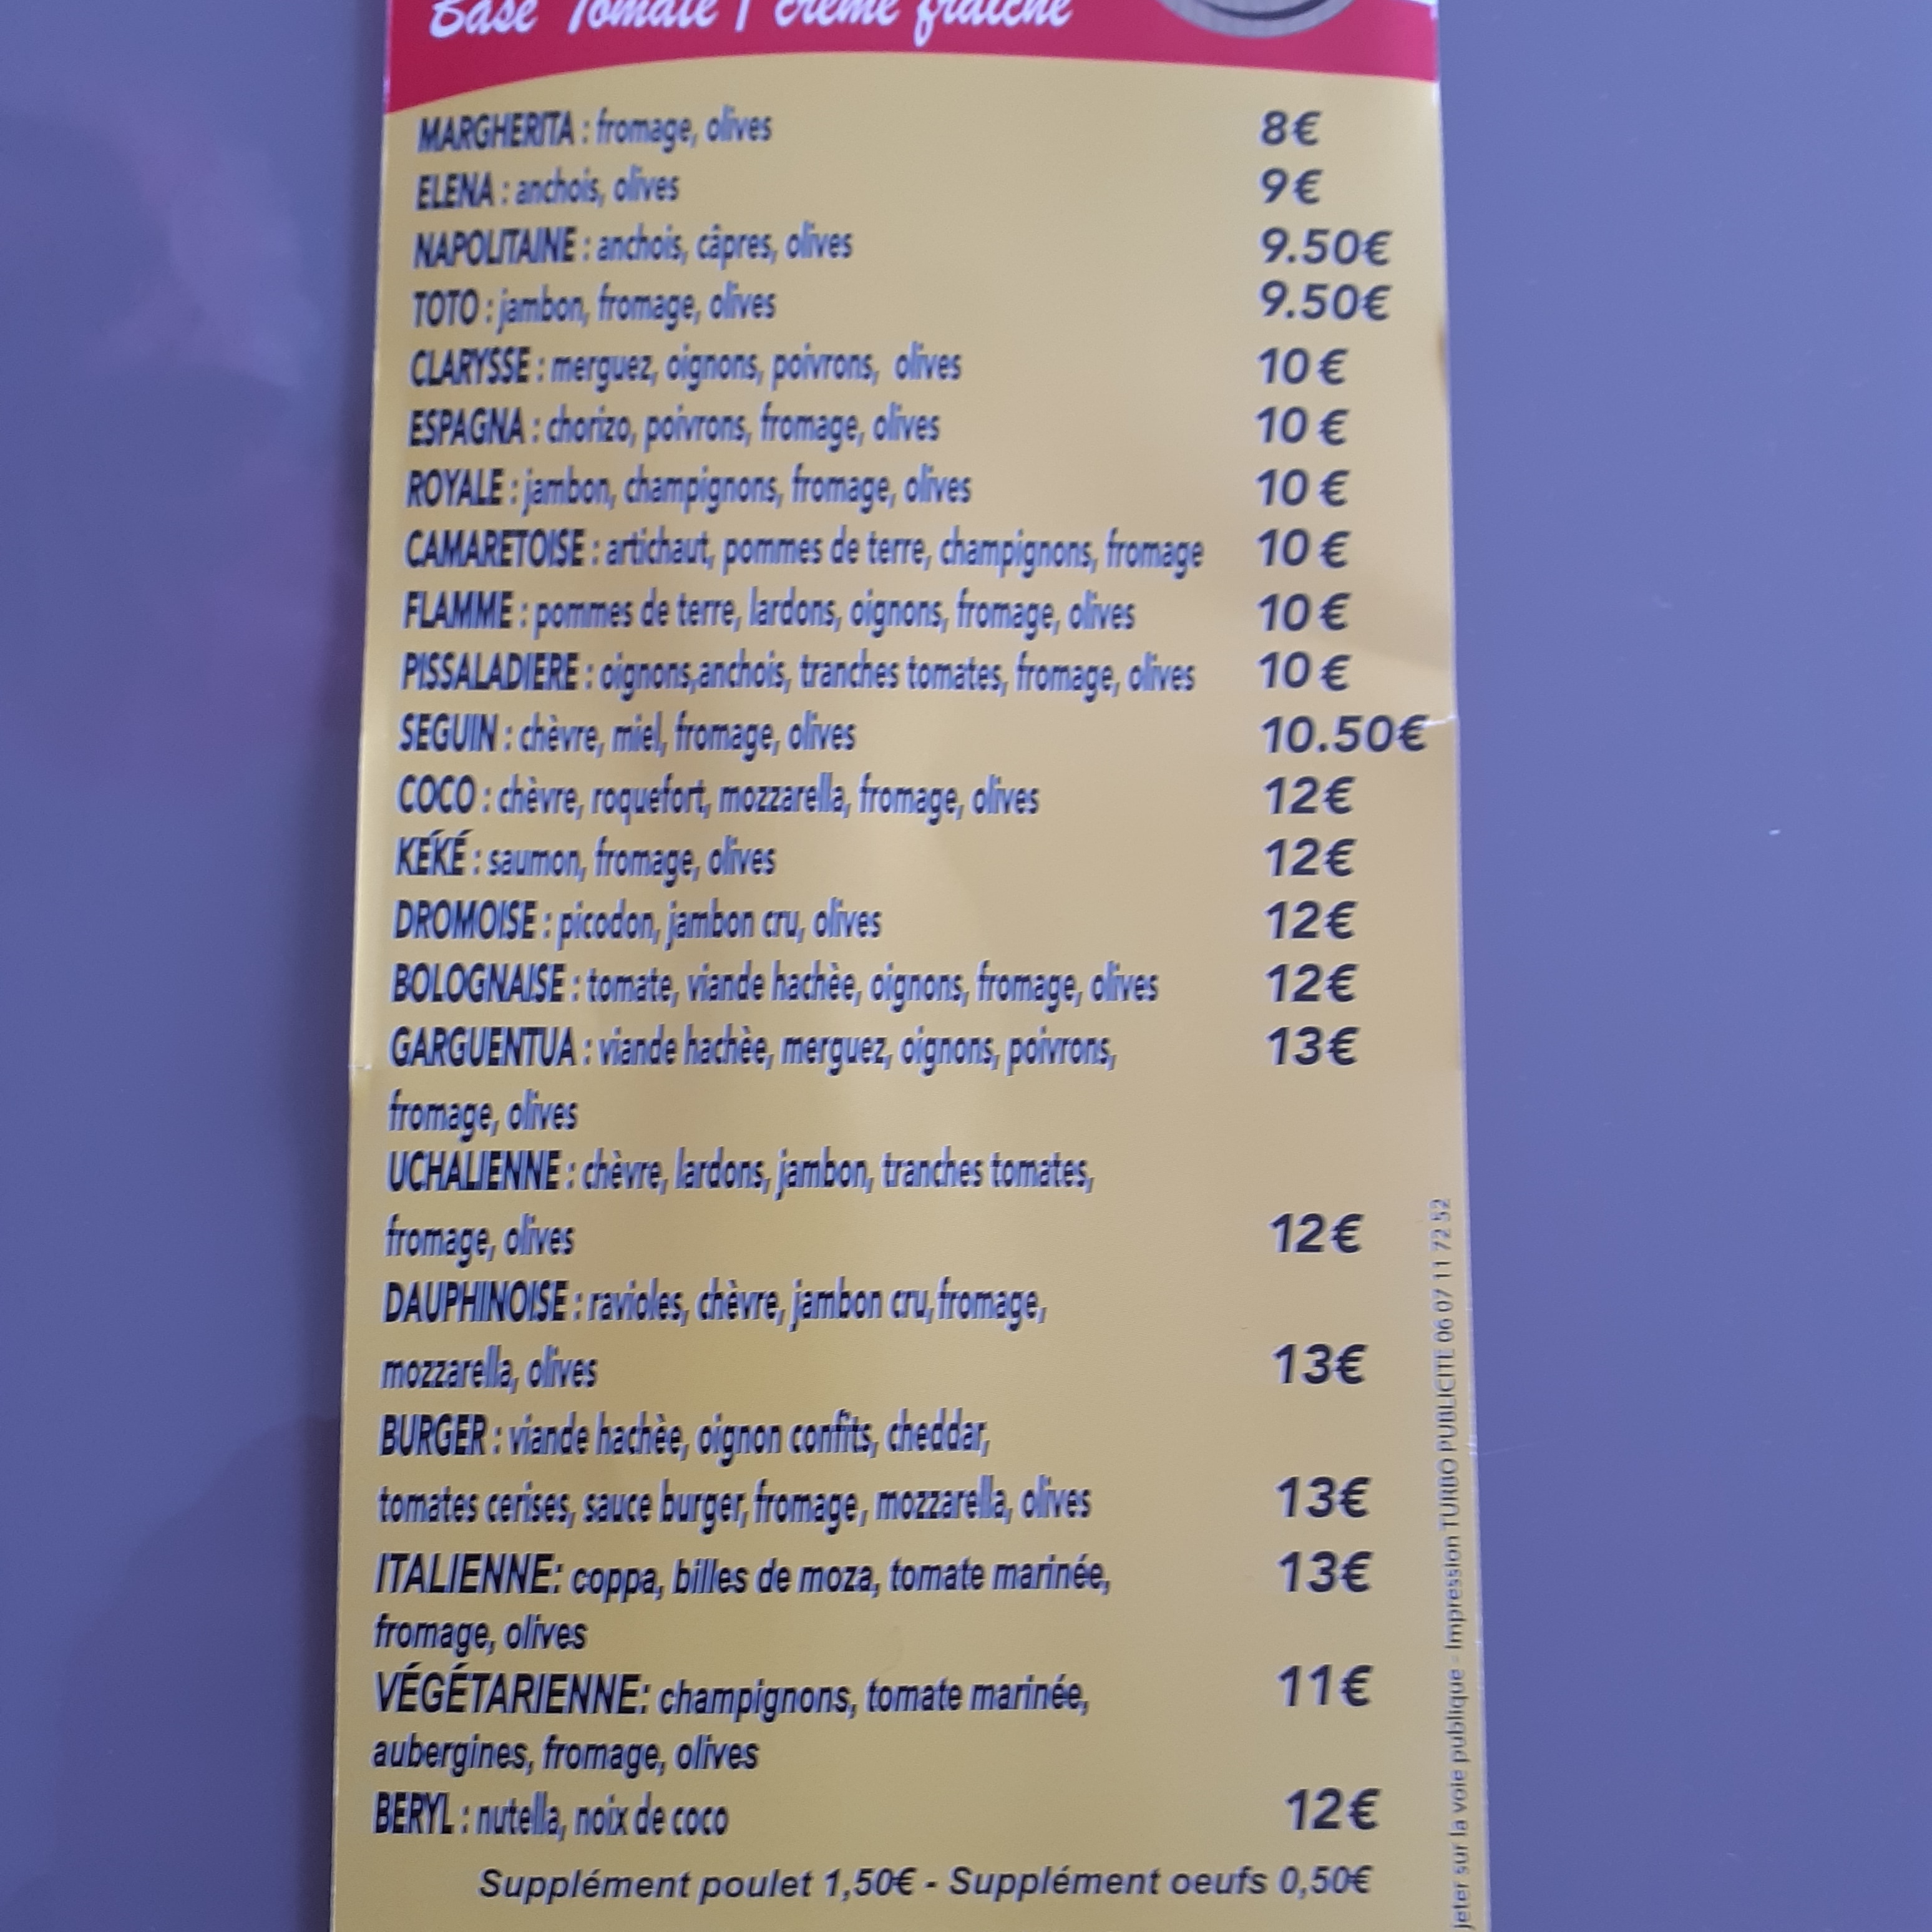 Base Tomate / crème fraîche
MARGHERITA : fromage, olives 8€
ELENA : anchois, olives 9€
NAPOLITAINE : anchois, câpres, olives 9.50€
TOTO : jambon, fromage, olives 9.50€
CLARYSSE : merguez, oignons, poivrons, olives 10 €
ESPAGNA : chorizo, poivrons, fromage, olives 10 €
ROYALE : jambon, champignons, fromage, olives 10 €
CAMARETOISE : artichaut, pommes de terre, champignons, fromage 10 €
FLAMME : pommes de terre, lardons, oignons, fromage, olives 10 €
PISSALADIERE : oignons,anchois, tranches tomates, fromage, olives 10 €
SEGUIN : chèvre, miel, fromage, olives 10.50€
COCO : chèvre, roquefort, mozzarella, fromage, olives 12€
KÉKÉ : saumon, fromage, olives 12€
DROMOISE : picodon, jambon cru, olives 12€
BOLOGNAISE : tomate, viande hachèe, oignons, fromage, olives 12€
GARGUENTUA : viande hachèe, merguez, oignons, poivrons, 13€
fromage, olives
UCHALIENNE : chèvre, lardons, jambon, tranches tomates,
fromage, olives 12€
DAUPHINOISE : ravioles, chèvre, jambon cru, fromage,
mozzarella, olives 13€
BURGER : viande hachèe, oignon confits, cheddar,
tomates cerises, sauce burger, fromage, mozzarella, olives 13€
ITALIENNE: coppa, billes de moza, tomate marinée, 13€
fromage, olives
VÉGÉTARIENNE: champignons, tomate marinée, 11€
aubergines, fromage, olives
BERYL : nutella, noix de coco 12€
Supplément poulet 1,50€ - Supplément oeufs 0,50€
jeter sur la voie publique - Impression TURBO PUBLICITE 06 07 11 72 52